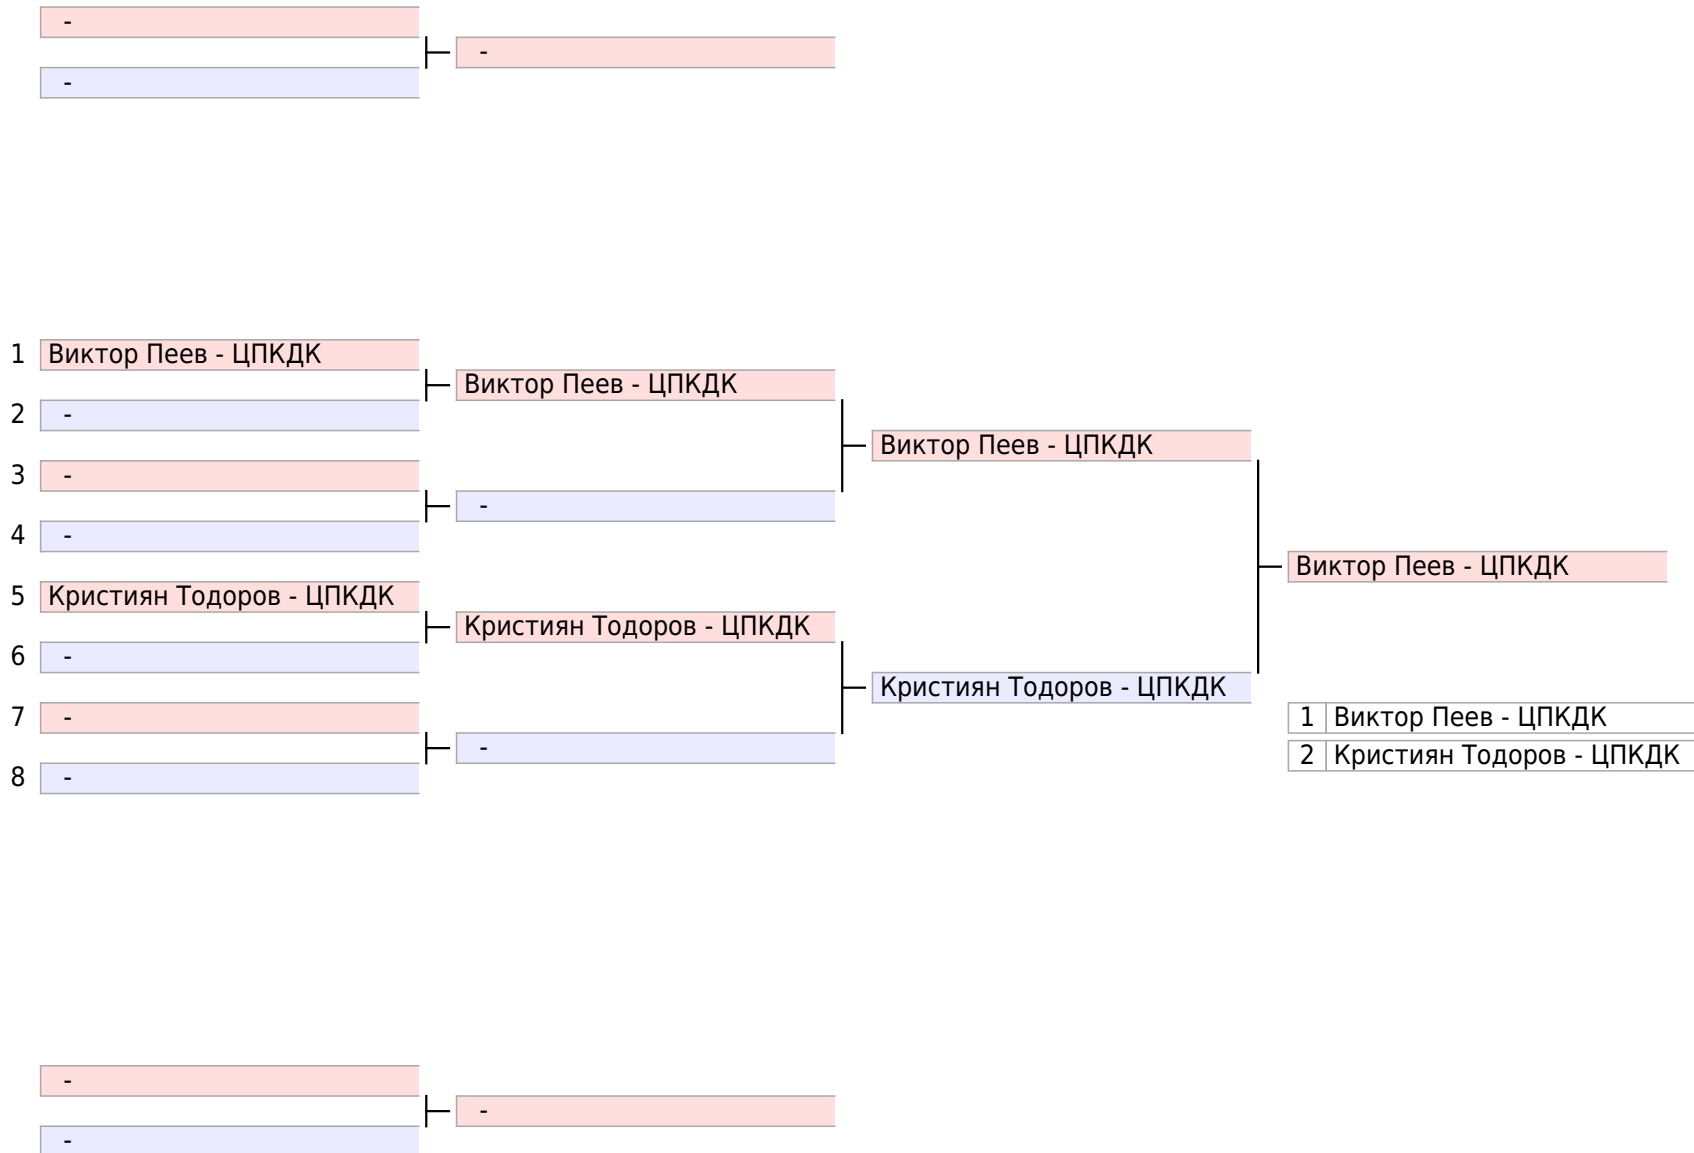 -
-
-
1 Виктор Пеев - ЦПКДК
Виктор Пеев - ЦПКДК
2 -
Виктор Пеев - ЦПКДК
3 -
-
4 -
Виктор Пеев - ЦПКДК
5 Кристиян Тодоров - ЦПКДК
Кристиян Тодоров - ЦПКДК
6 -
Кристиян Тодоров - ЦПКДК
7 -
1 Виктор Пеев - ЦПКДК
-
2 Кристиян Тодоров - ЦПКДК
8 -
-
-
-